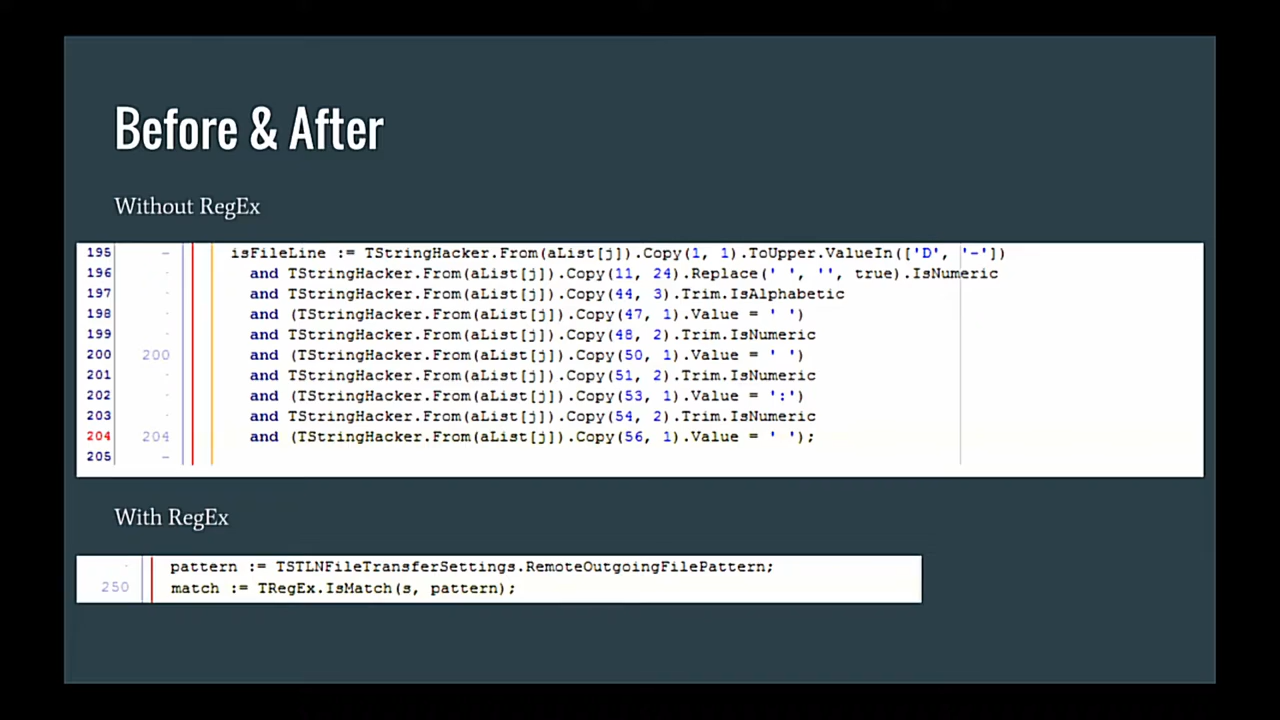 Before & After
Without RegEx
195 – isFileLine := TStringHacker.From(aList[j]).Copy(1, 1).ToUpper.ValueIn(['D', '-'])
196 · and TStringHacker.From(aList[j]).Copy(11, 24).Replace(' ', '', true).IsNumeric
197 · and TStringHacker.From(aList[j]).Copy(44, 3).Trim.IsAlphabetic
198 · and (TStringHacker.From(aList[j]).Copy(47, 1).Value = ' ')
199 · and TStringHacker.From(aList[j]).Copy(48, 2).Trim.IsNumeric
200 200 and (TStringHacker.From(aList[j]).Copy(50, 1).Value = ' ')
201 · and TStringHacker.From(aList[j]).Copy(51, 2).Trim.IsNumeric
202 · and (TStringHacker.From(aList[j]).Copy(53, 1).Value = ':')
203 · and TStringHacker.From(aList[j]).Copy(54, 2).Trim.IsNumeric
204 204 and (TStringHacker.From(aList[j]).Copy(56, 1).Value = ' ');
205 –
With RegEx
· pattern := TSTLNFileTransferSettings.RemoteOutgoingFilePattern;
250 match := TRegEx.IsMatch(s, pattern);